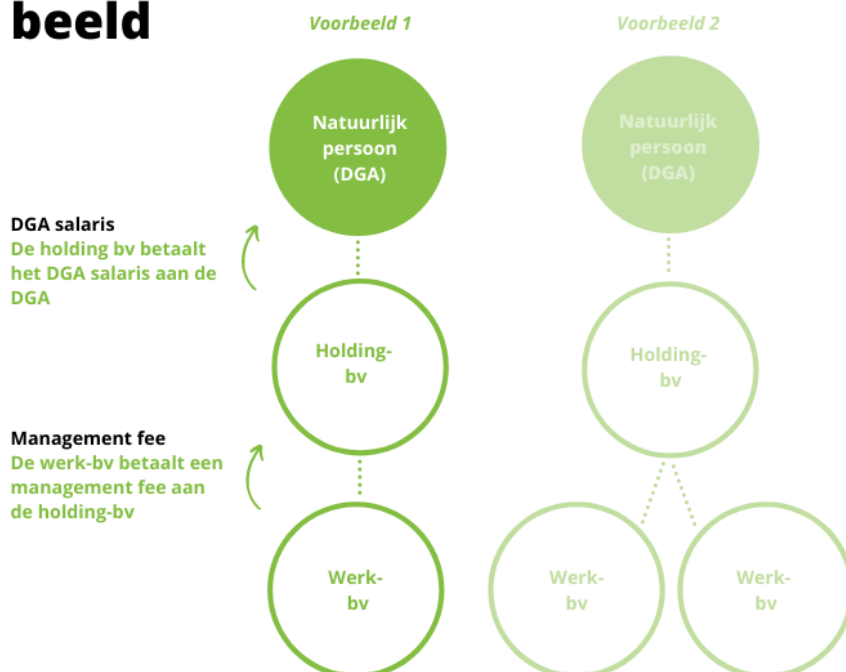 beeld
Voorbeeld 1
Natuurlijk
persoon
(DGA)
DGA salaris
De holding bv betaalt
het DGA salaris aan de
DGA
Holding-
bv
Management fee
De werk-bv betaalt een
management fee aan
de holding-bv
Werk-
bv
Voorbeeld 2
Natuurlijk
persoon
(DGA)
Holding-
bv
Werk-
bv
Werk-
bv